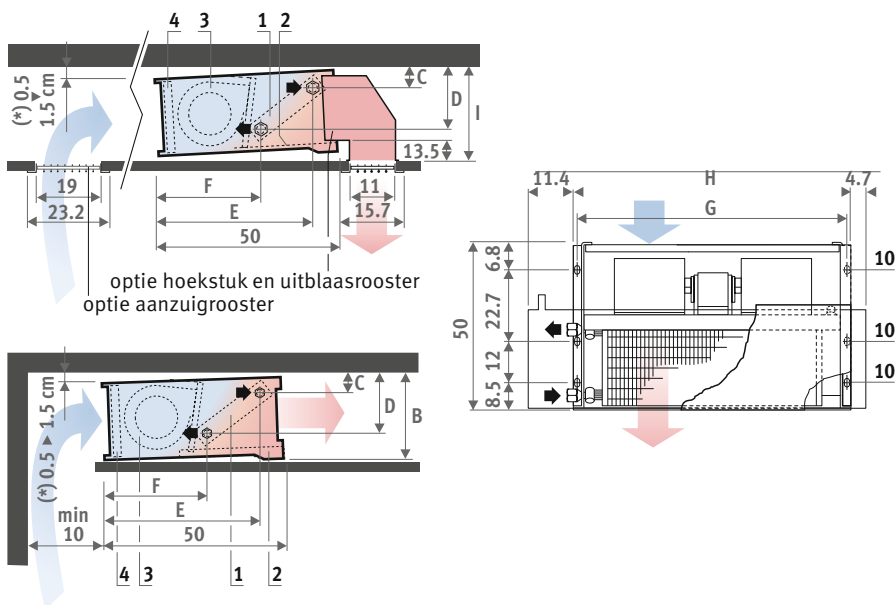 4 3 1 2
(*) 0.5 ▶ 1.5 cm
C
D
I
13.5
19
23.2
F
E
50
11
15.7
optie hoekstuk en uitblaasrooster
optie aanzuigrooster
11.4 H 4.7
G
50
6.8
22.7
12
8.5
10
10
10
(*) 0.5 ▶ 1.5 cm
C
D
B
F
E
min
10
50
4 3 1 2